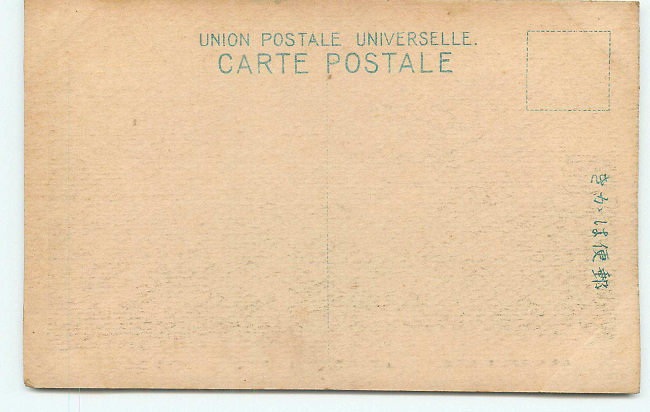 UNION POSTALE UNIVERSELLE.
CARTE POSTALE
きかは便郵